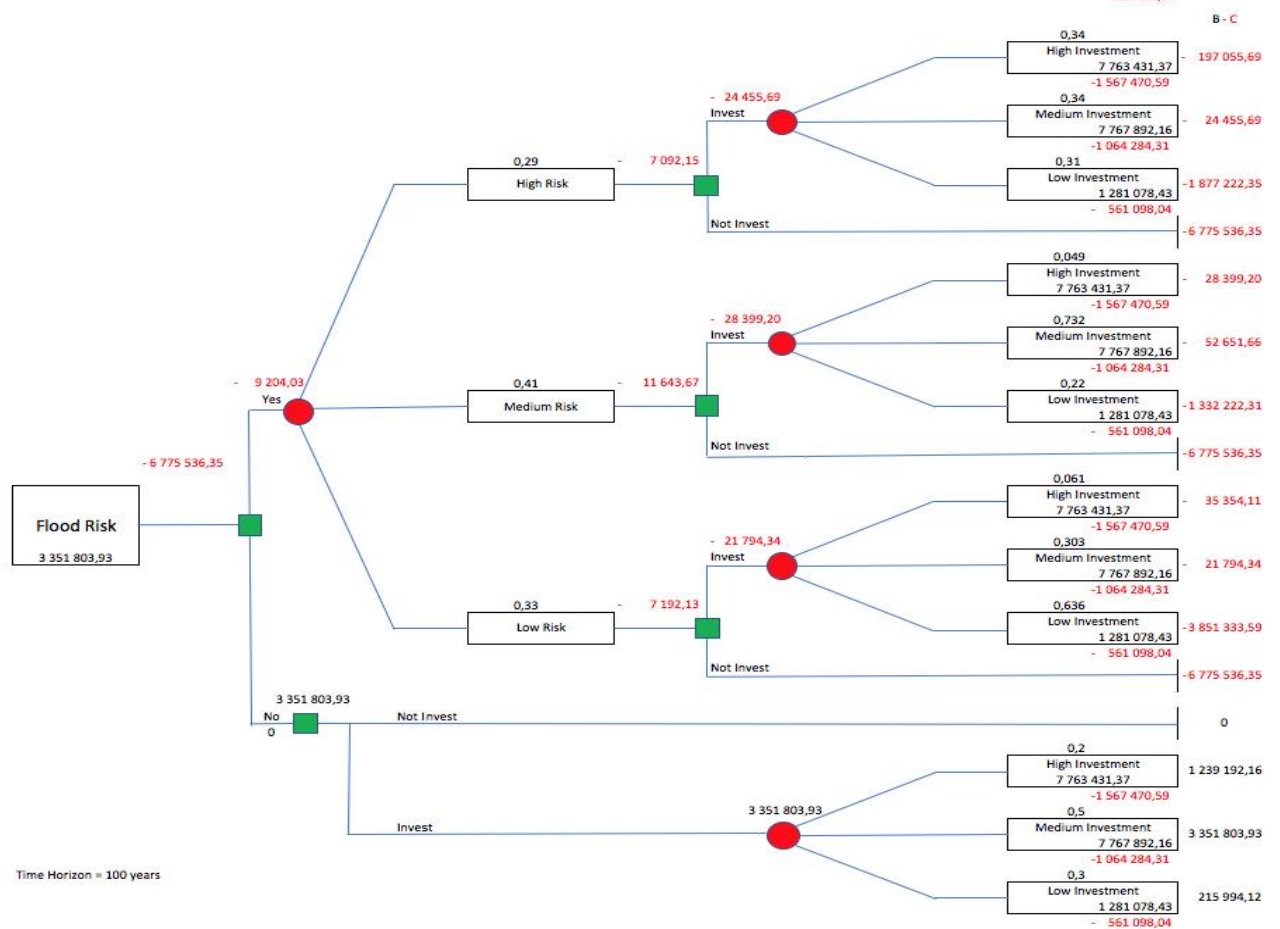 B - C
0,34
High Investment
7 763 431,37
- 197 055,69
-1 567 470,59
- 24 455,69
Invest
0,34
Medium Investment
7 767 892,16
- 24 455,69
-1 064 284,31
0,29
High Risk
- 7 092,15
0,31
Low Investment
1 281 078,43
-1 877 222,35
- 561 098,04
Not Invest
-6 775 536,35
0,049
High Investment
7 763 431,37
- 28 399,20
-1 567 470,59
- 28 399,20
Invest
0,732
Medium Investment
7 767 892,16
- 52 651,66
-1 064 284,31
- 9 204,03
Yes
0,41
Medium Risk
- 11 643,67
0,22
Low Investment
1 281 078,43
-1 332 222,31
- 561 098,04
Not Invest
-6 775 536,35
- 6 775 536,35
Flood Risk
3 351 803,93
0,061
High Investment
7 763 431,37
- 35 354,11
-1 567 470,59
- 21 794,34
Invest
0,303
Medium Investment
7 767 892,16
- 21 794,34
-1 064 284,31
0,33
Low Risk
- 7 192,13
0,636
Low Investment
1 281 078,43
-3 851 333,59
- 561 098,04
Not Invest
-6 775 536,35
3 351 803,93
No
0
Not Invest
0
0,2
High Investment
7 763 431,37
1 239 192,16
-1 567 470,59
3 351 803,93
Invest
0,5
Medium Investment
7 767 892,16
3 351 803,93
-1 064 284,31
0,3
Low Investment
1 281 078,43
215 994,12
- 561 098,04
Time Horizon = 100 years